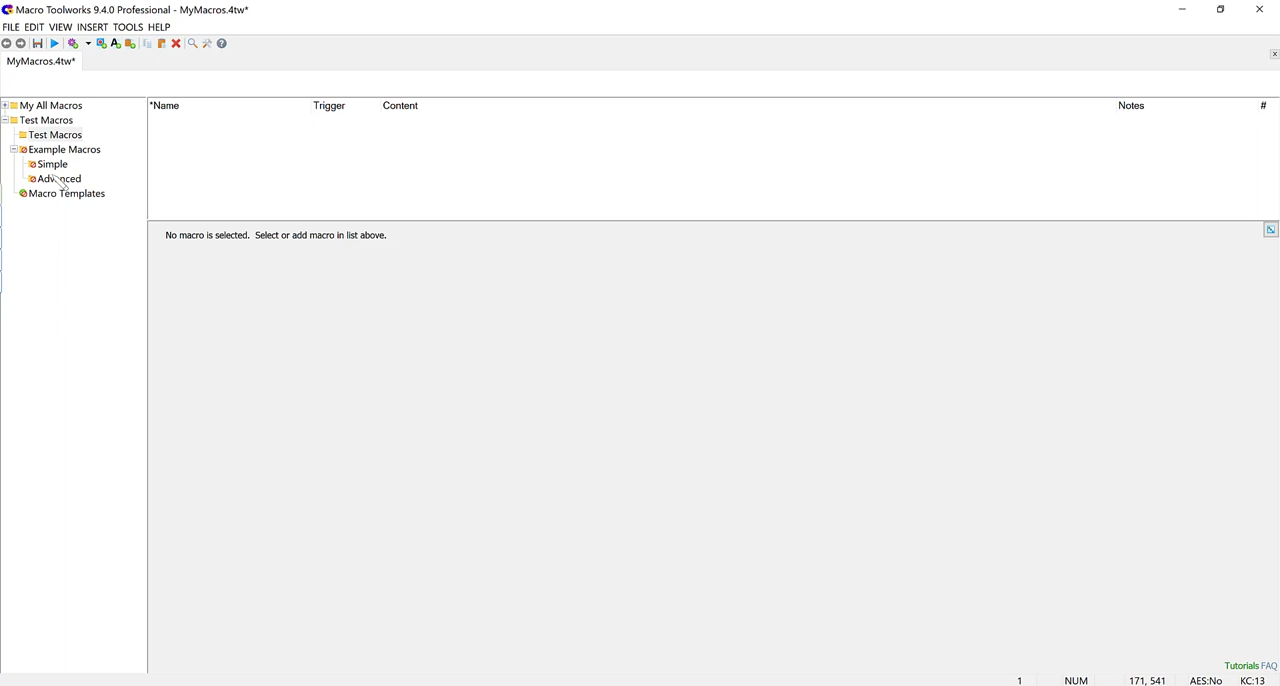 Macro Toolworks 9.4.0 Professional - MyMacros.4tw*
FILE EDIT VIEW INSERT TOOLS HELP
MyMacros.4tw*
My All Macros
Test Macros
Test Macros
Example Macros
Simple
Advanced
Macro Templates
*Name Trigger Content Notes #
No macro is selected. Select or add macro in list above.
Tutorials FAQ
1 NUM 171, 541 AES:No KC:13